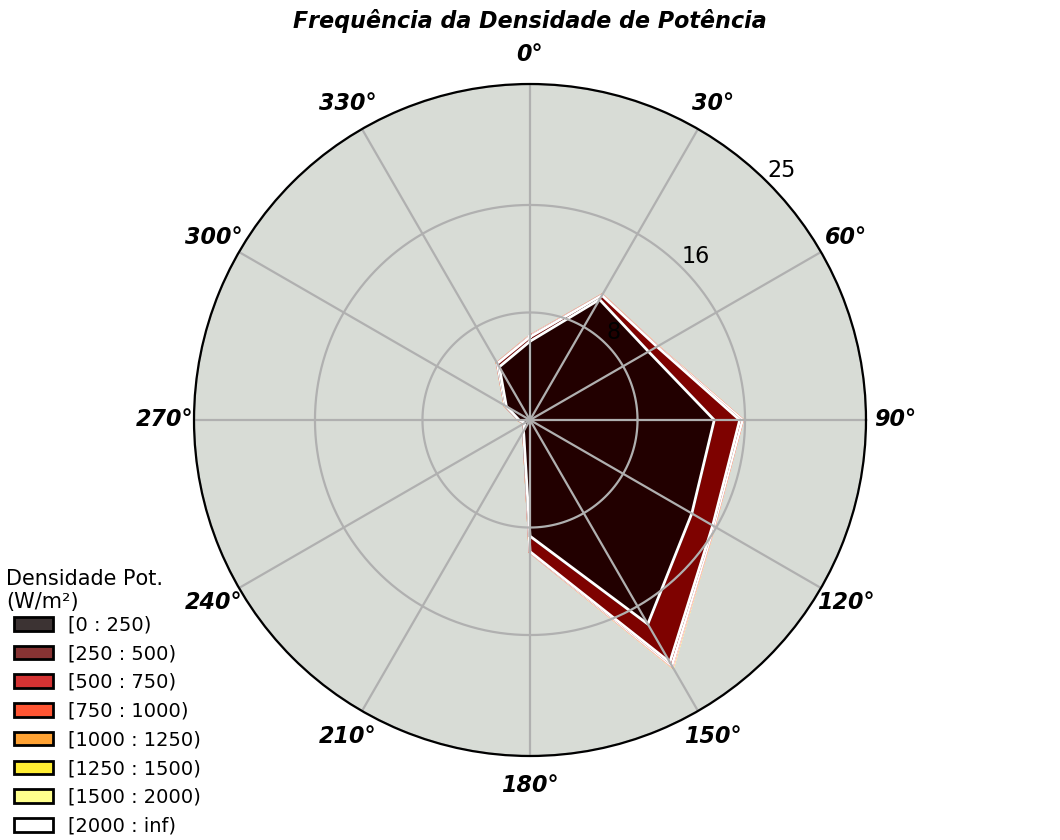 Frequência da Densidade de Potência
0°
330°
30°
25
300°
60°
16
8
270°
90°
240°
120°
210°
150°
180°
Densidade Pot.
(W/m²)
[0 : 250)
[250 : 500)
[500 : 750)
[750 : 1000)
[1000 : 1250)
[1250 : 1500)
[1500 : 2000)
[2000 : inf)